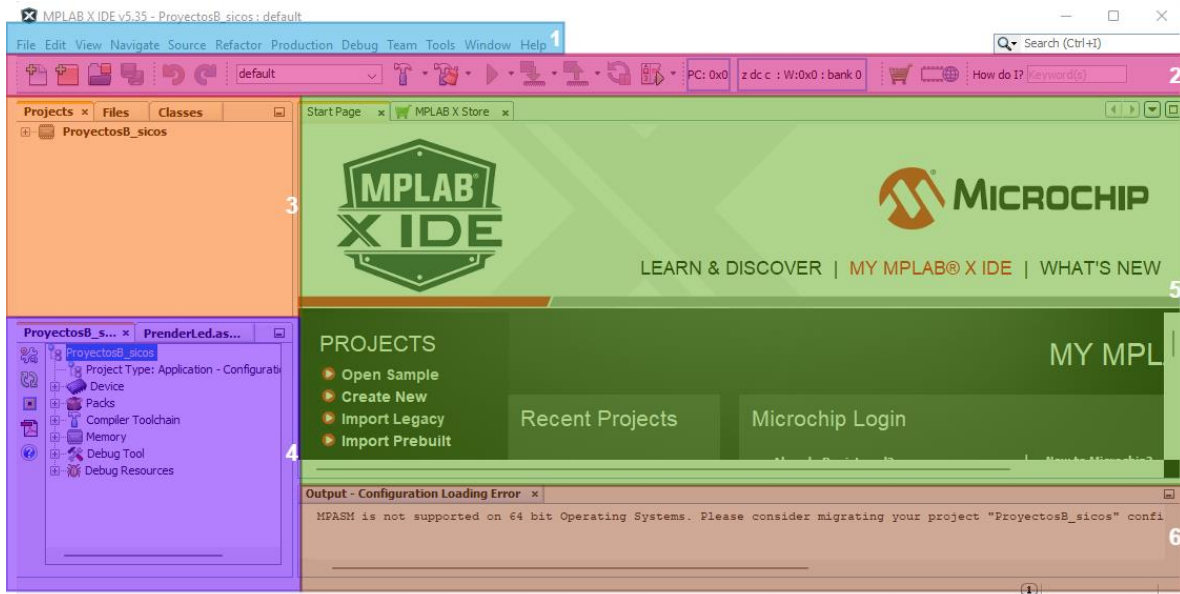 MPLAB X IDE v5.35 - ProyectosB_sicos : default
File Edit View Navigate Source Refactor Production Debug Team Tools Window Help
1
Search (Ctrl+I)
default
PC: 0x0
z dc c : W:0x0 : bank 0
How do I?
Keyword(s)
2
Projects
Files
Classes
ProyectosB_sicos
3
Start Page
MPLAB X Store
MPLAB
X IDE
MICROCHIP
LEARN & DISCOVER | MY MPLAB® X IDE | WHAT'S NEW
5
PROJECTS
Open Sample
Create New
Import Legacy
Import Prebuilt
Recent Projects
MY MPL
Microchip Login
ProyectosB_s...
PrenderLed.as...
ProyectosB_sicos
Project Type: Application - Configurati
Device
Packs
Compiler Toolchain
Memory
Debug Tool
Debug Resources
4
Output - Configuration Loading Error
MPASM is not supported on 64 bit Operating Systems. Please consider migrating your project "ProyectosB_sicos" confi
6